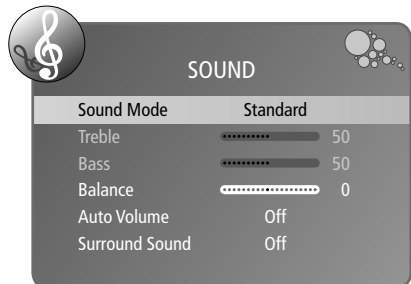 SOUND
Sound Mode Standard
Treble 50
Bass 50
Balance 0
Auto Volume Off
Surround Sound Off